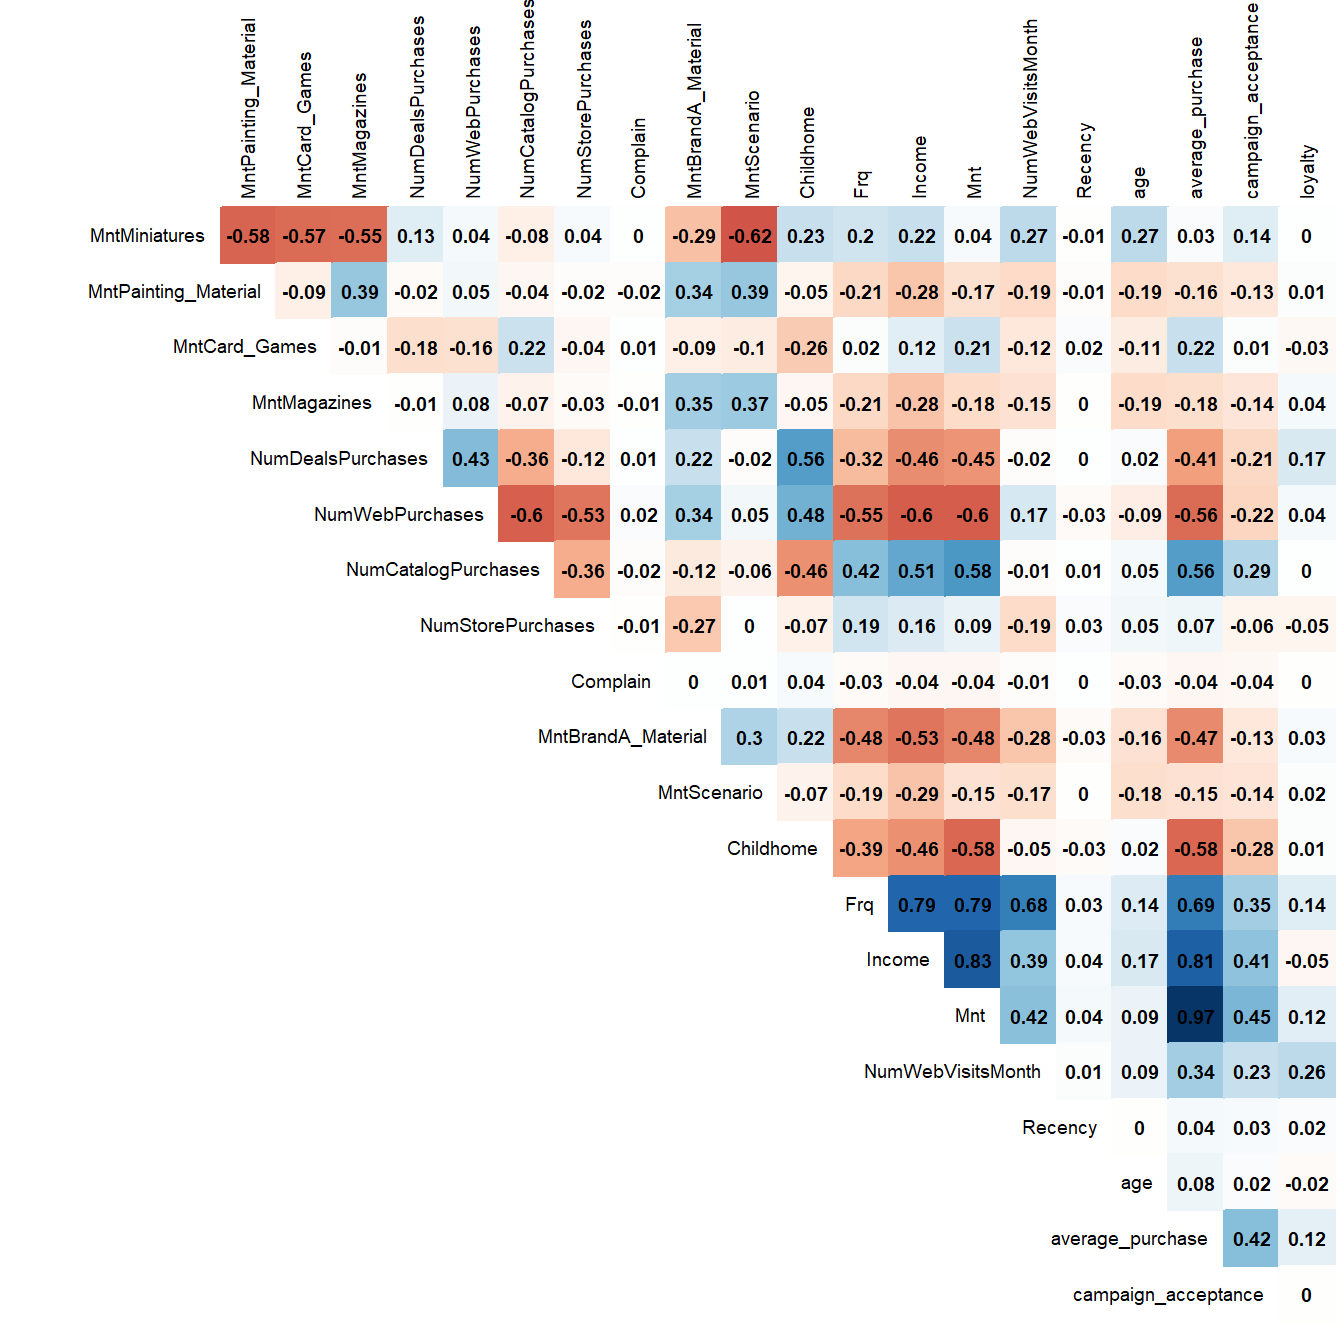 MntPainting_Material
MntCard_Games
MntMagazines
NumDealsPurchases
NumWebPurchases
NumCatalogPurchases
NumStorePurchases
Complain
MntBrandA_Material
MntScenario
Childhome
Frq
Income
Mnt
NumWebVisitsMonth
Recency
age
average_purchase
campaign_acceptance
loyalty
MntMiniatures -0.58 -0.57 -0.55 0.13 0.04 -0.08 0.04 0 -0.29 -0.62 0.23 0.2 0.22 0.04 0.27 -0.01 0.27 0.03 0.14 0
MntPainting_Material -0.09 0.39 -0.02 0.05 -0.04 -0.02 -0.02 0.34 0.39 -0.05 -0.21 -0.28 -0.17 -0.19 -0.01 -0.19 -0.16 -0.13 0.01
MntCard_Games -0.01 -0.18 -0.16 0.22 -0.04 0.01 -0.09 -0.1 -0.26 0.02 0.12 0.21 -0.12 0.02 -0.11 0.22 0.01 -0.03
MntMagazines -0.01 0.08 -0.07 -0.03 -0.01 0.35 0.37 -0.05 -0.21 -0.28 -0.18 -0.15 0 -0.19 -0.18 -0.14 0.04
NumDealsPurchases 0.43 -0.36 -0.12 0.01 0.22 -0.02 0.56 -0.32 -0.46 -0.45 -0.02 0 0.02 -0.41 -0.21 0.17
NumWebPurchases -0.6 -0.53 0.02 0.34 0.05 0.48 -0.55 -0.6 -0.6 0.17 -0.03 -0.09 -0.56 -0.22 0.04
NumCatalogPurchases -0.36 -0.02 -0.12 -0.06 -0.46 0.42 0.51 0.58 -0.01 0.01 0.05 0.56 0.29 0
NumStorePurchases -0.01 -0.27 0 -0.07 0.19 0.16 0.09 -0.19 0.03 0.05 0.07 -0.06 -0.05
Complain 0 0.01 0.04 -0.03 -0.04 -0.04 -0.01 0 -0.03 -0.04 -0.04 0
MntBrandA_Material 0.3 0.22 -0.48 -0.53 -0.48 -0.28 -0.03 -0.16 -0.47 -0.13 0.03
MntScenario -0.07 -0.19 -0.29 -0.15 -0.17 0 -0.18 -0.15 -0.14 0.02
Childhome -0.39 -0.46 -0.58 -0.05 -0.03 0.02 -0.58 -0.28 0.01
Frq 0.79 0.79 0.68 0.03 0.14 0.69 0.35 0.14
Income 0.83 0.39 0.04 0.17 0.81 0.41 -0.05
Mnt 0.42 0.04 0.09 0.97 0.45 0.12
NumWebVisitsMonth 0.01 0.09 0.34 0.23 0.26
Recency 0 0.04 0.03 0.02
age 0.08 0.02 -0.02
average_purchase 0.42 0.12
campaign_acceptance 0